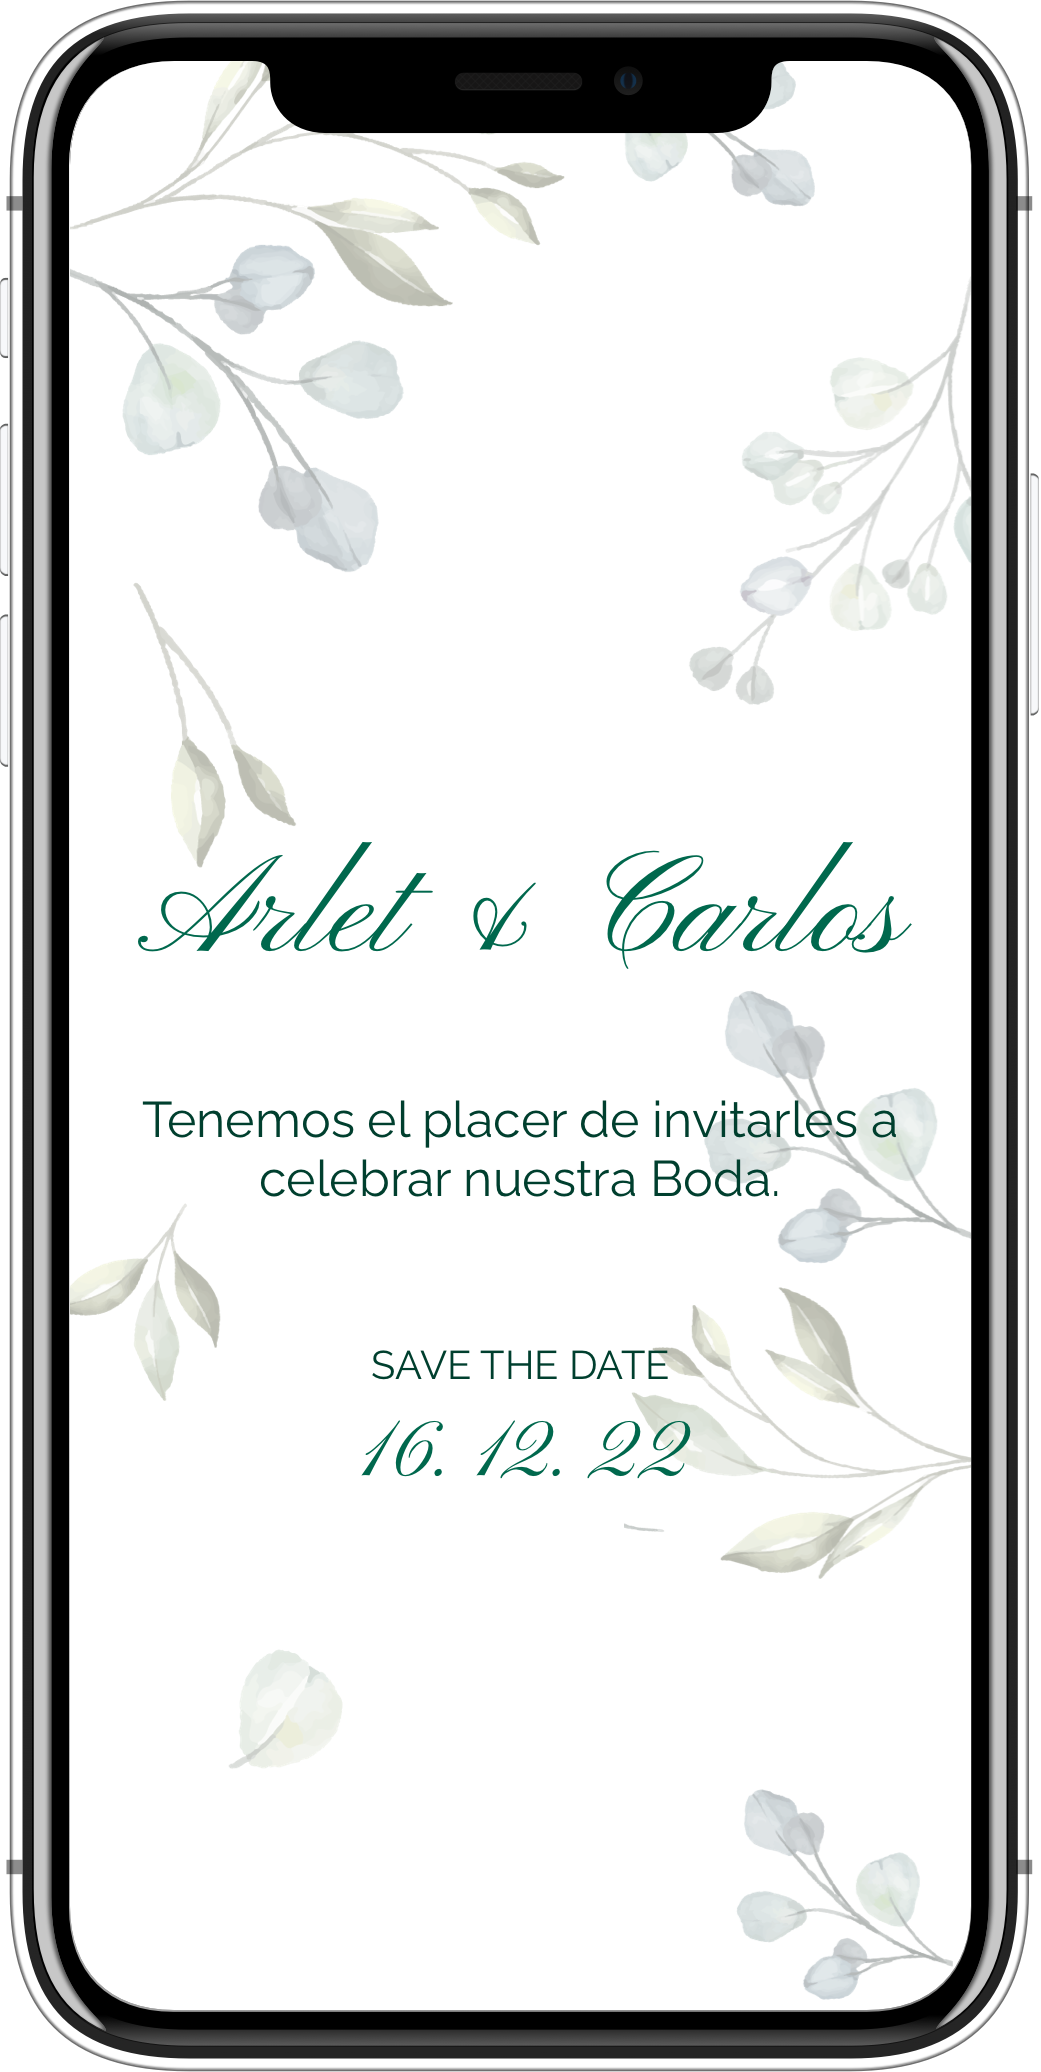 Arlet & Carlos
Tenemos el placer de invitarles a
celebrar nuestra Boda.
SAVE THE DATE
16. 12. 22